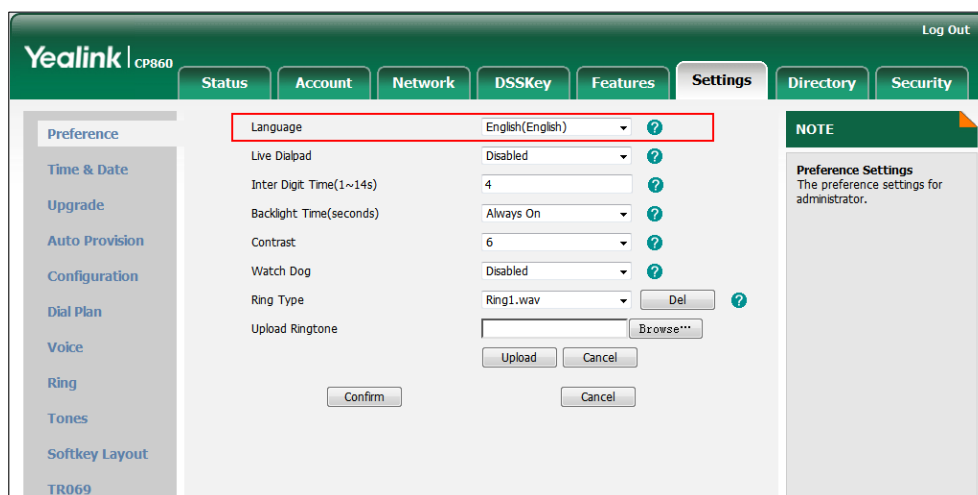 Log Out
Yealink | CP860
Status Account Network DSSKey Features Settings Directory Security
Preference
Time & Date
Upgrade
Auto Provision
Configuration
Dial Plan
Voice
Ring
Tones
Softkey Layout
TR069
Language English(English) ?
Live Dialpad Disabled ?
Inter Digit Time(1~14s) 4 ?
Backlight Time(seconds) Always On ?
Contrast 6 ?
Watch Dog Disabled ?
Ring Type Ring1.wav Del ?
Upload Ringtone Browse...
Upload Cancel
Confirm Cancel
NOTE
Preference Settings
The preference settings for
administrator.